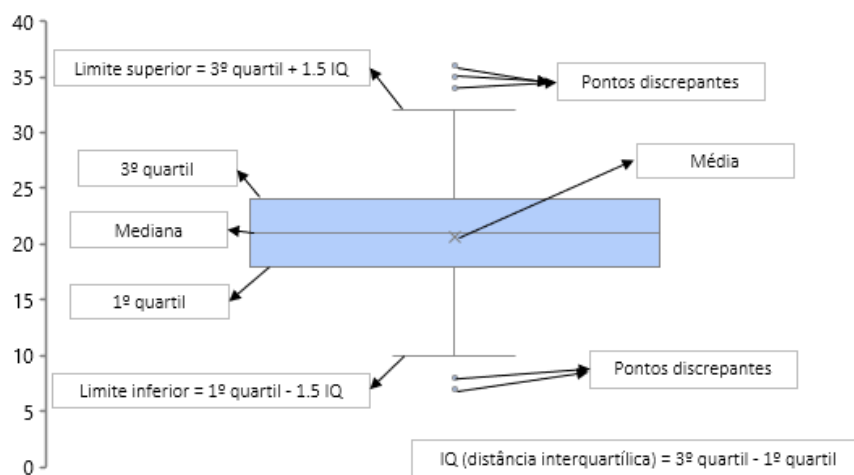 40
Limite superior = 3º quartil + 1.5 IQ
35
Pontos discrepantes
30
3º quartil
Média
25
Mediana
20
1º quartil
15
10
Pontos discrepantes
Limite inferior = 1º quartil - 1.5 IQ
5
IQ (distância interquartílica) = 3º quartil - 1º quartil
0